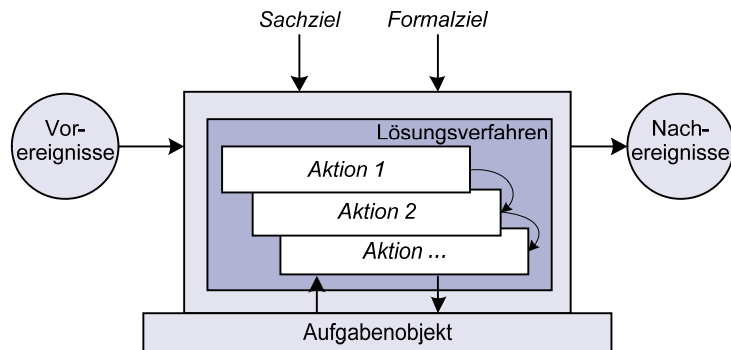 Sachziel Formalziel
Vor-
ereignisse
Lösungsverfahren
Nach-
ereignisse
Aktion 1
Aktion 2
Aktion ...
Aufgabenobjekt